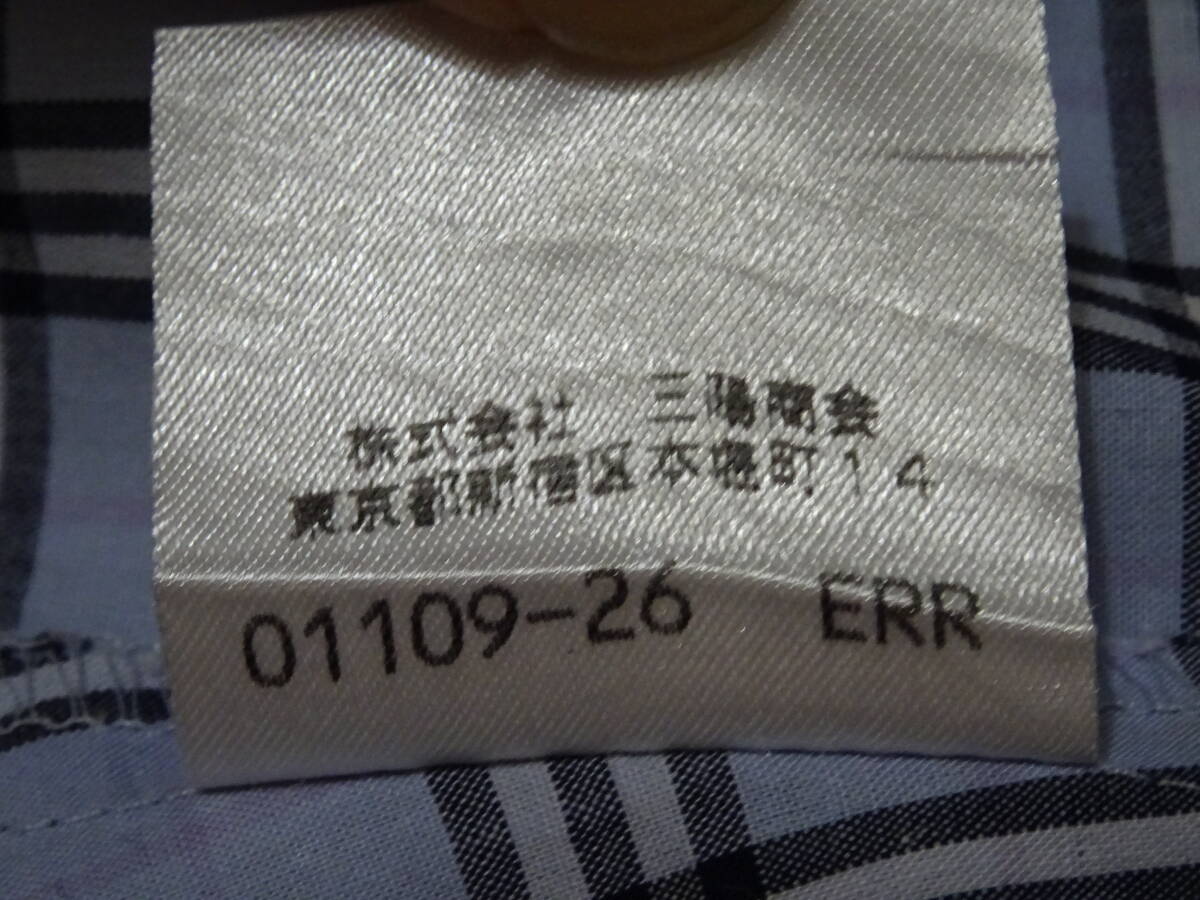 株式会社　三陽商会
東京都新宿区本塩町１４
01109-26 ERR